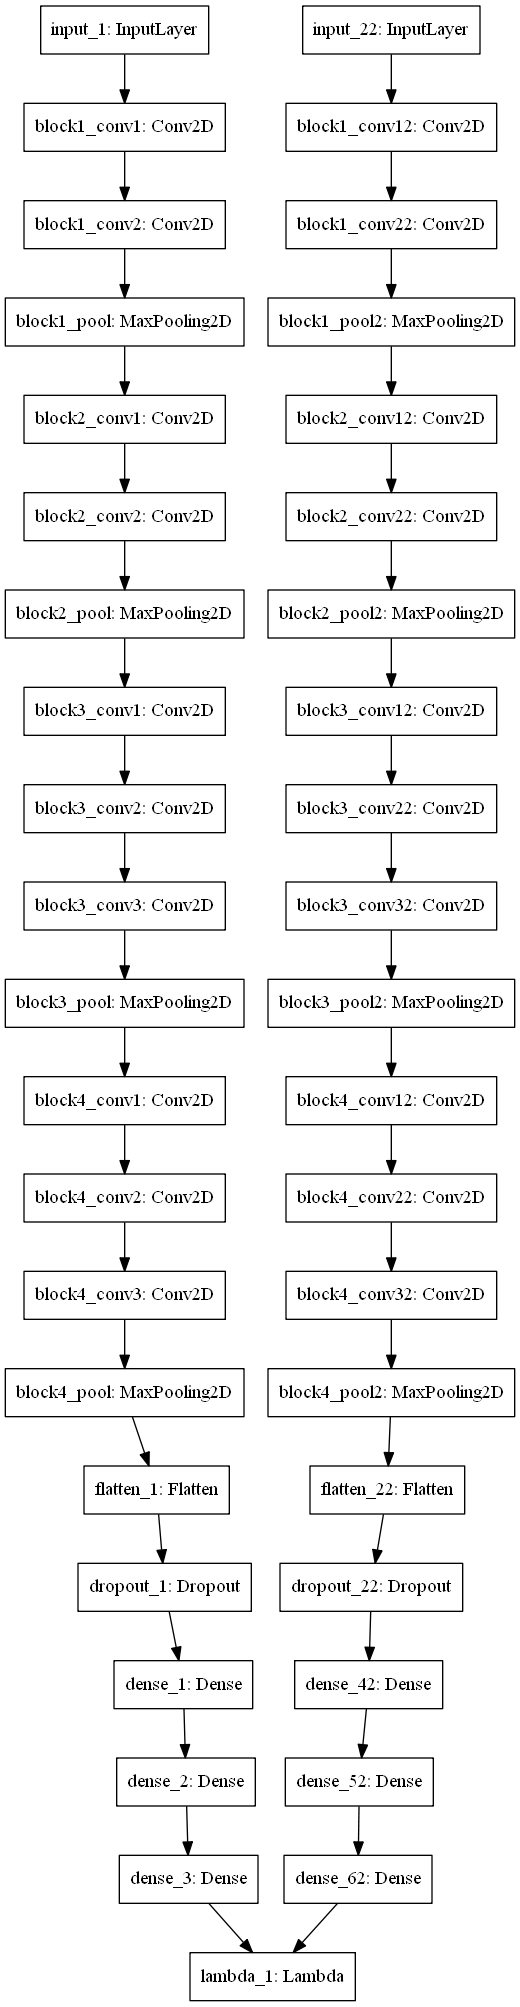 input_1: InputLayer
input_22: InputLayer
block1_conv1: Conv2D
block1_conv12: Conv2D
block1_conv2: Conv2D
block1_conv22: Conv2D
block1_pool: MaxPooling2D
block1_pool2: MaxPooling2D
block2_conv1: Conv2D
block2_conv12: Conv2D
block2_conv2: Conv2D
block2_conv22: Conv2D
block2_pool: MaxPooling2D
block2_pool2: MaxPooling2D
block3_conv1: Conv2D
block3_conv12: Conv2D
block3_conv2: Conv2D
block3_conv22: Conv2D
block3_conv3: Conv2D
block3_conv32: Conv2D
block3_pool: MaxPooling2D
block3_pool2: MaxPooling2D
block4_conv1: Conv2D
block4_conv12: Conv2D
block4_conv2: Conv2D
block4_conv22: Conv2D
block4_conv3: Conv2D
block4_conv32: Conv2D
block4_pool: MaxPooling2D
block4_pool2: MaxPooling2D
flatten_1: Flatten
flatten_22: Flatten
dropout_1: Dropout
dropout_22: Dropout
dense_1: Dense
dense_42: Dense
dense_2: Dense
dense_52: Dense
dense_3: Dense
dense_62: Dense
lambda_1: Lambda